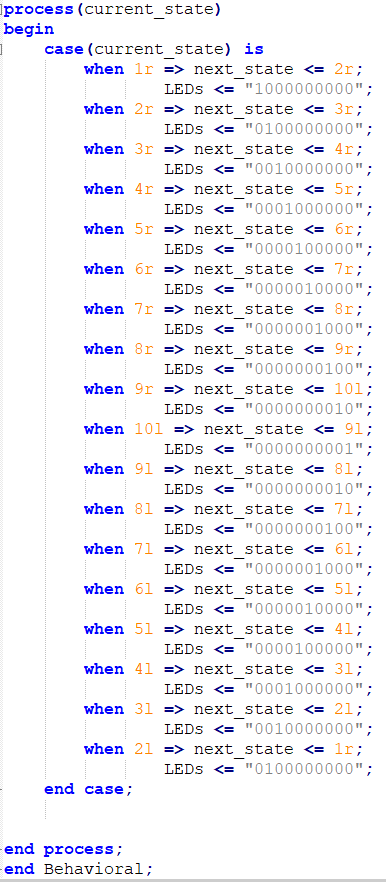 process(current_state)
begin
    case(current_state) is
        when 1r => next_state <= 2r;
                LEDs <= "1000000000";
        when 2r => next_state <= 3r;
                LEDs <= "0100000000";
        when 3r => next_state <= 4r;
                LEDs <= "0010000000";
        when 4r => next_state <= 5r;
                LEDs <= "0001000000";
        when 5r => next_state <= 6r;
                LEDs <= "0000100000";
        when 6r => next_state <= 7r;
                LEDs <= "0000010000";
        when 7r => next_state <= 8r;
                LEDs <= "0000001000";
        when 8r => next_state <= 9r;
                LEDs <= "0000000100";
        when 9r => next_state <= 10l;
                LEDs <= "0000000010";
        when 10l => next_state <= 9l;
                LEDs <= "0000000001";
        when 9l => next_state <= 8l;
                LEDs <= "0000000010";
        when 8l => next_state <= 7l;
                LEDs <= "0000000100";
        when 7l => next_state <= 6l;
                LEDs <= "0000001000";
        when 6l => next_state <= 5l;
                LEDs <= "0000010000";
        when 5l => next_state <= 4l;
                LEDs <= "0000100000";
        when 4l => next_state <= 3l;
                LEDs <= "0001000000";
        when 3l => next_state <= 2l;
                LEDs <= "0010000000";
        when 2l => next_state <= 1r;
                LEDs <= "0100000000";
    end case;
end process;
end Behavioral;